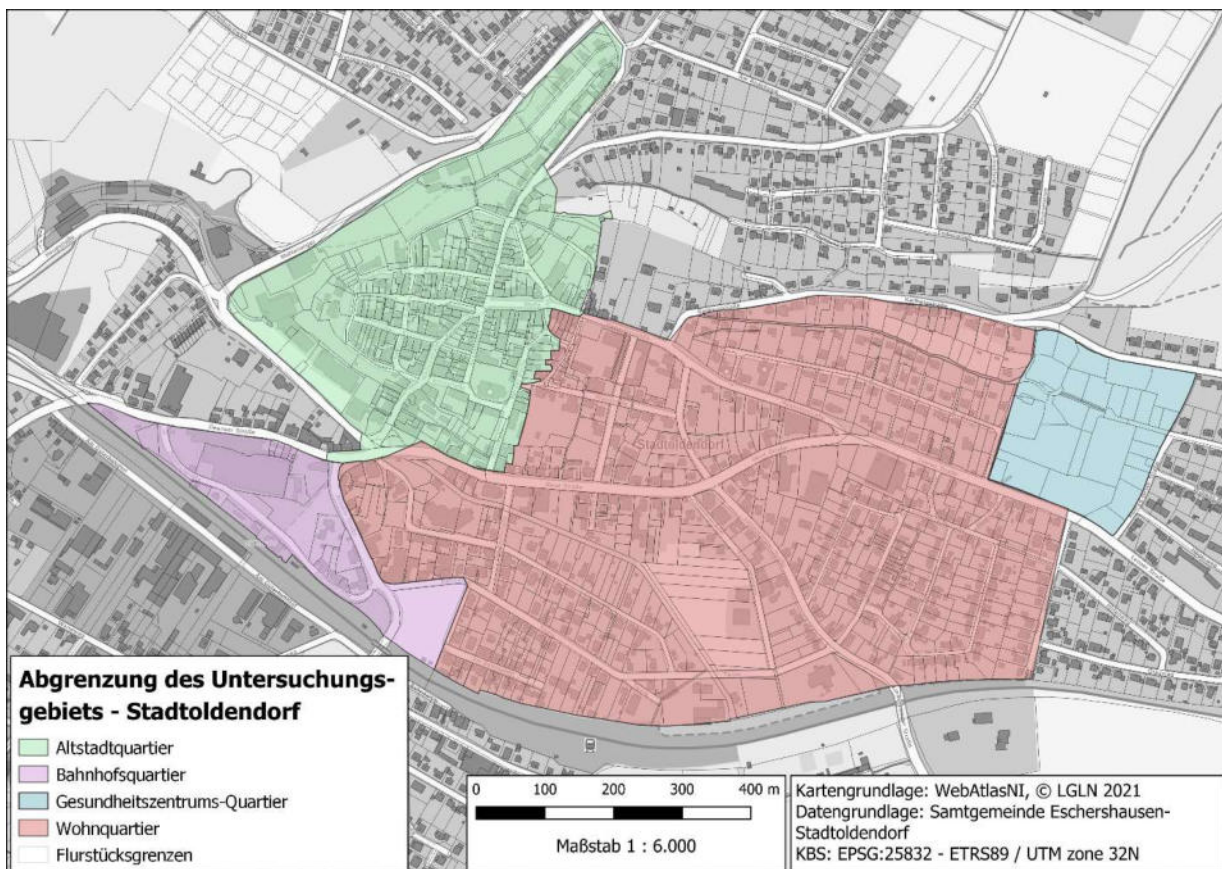 Stadtoldendorf
Abgrenzung des Untersuchungs-
gebiets - Stadtoldendorf
Altstadtquartier
Bahnhofsquartier
Gesundheitszentrums-Quartier
Wohnquartier
Flurstücksgrenzen
0 100 200 300 400 m
Maßstab 1 : 6.000
Kartengrundlage: WebAtlasNI, © LGLN 2021
Datengrundlage: Samtgemeinde Eschershausen-
Stadtoldendorf
KBS: EPSG:25832 - ETRS89 / UTM zone 32N